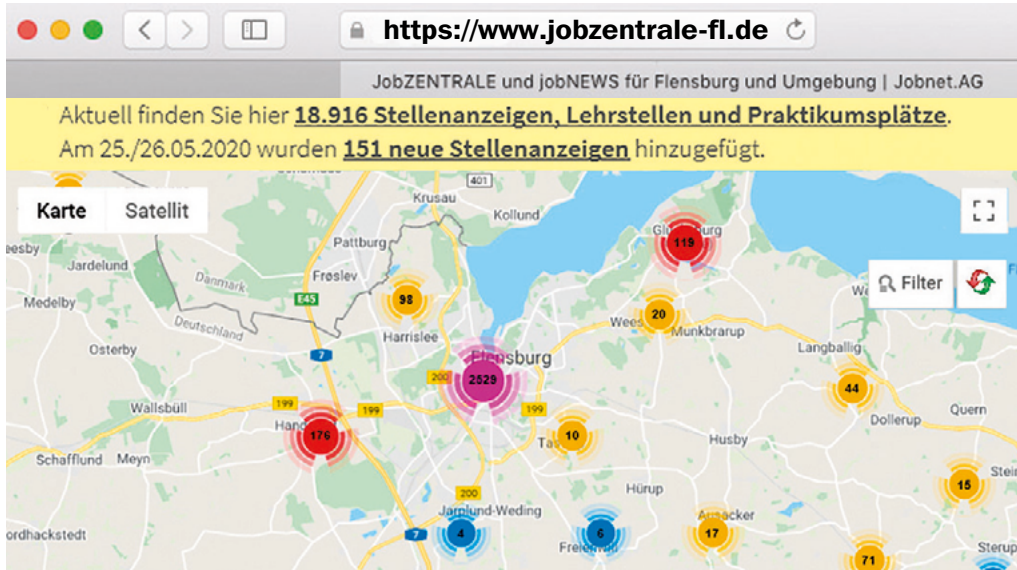 https://www.jobzentrale-fl.de
JobZENTRALE und jobNEWS für Flensburg und Umgebung | Jobnet.AG
Aktuell finden Sie hier 18.916 Stellenanzeigen, Lehrstellen und Praktikumsplätze.
Am 25./26.05.2020 wurden 151 neue Stellenanzeigen hinzugefügt.
401
Krusau
Kollund
Karte
Satellit
Pattburg
119
Jardelund
Danmark
Frøslev
Filter
Medelby
E45
98
20
Deutschland
Harrislee
Munkbrarup
Osterby
7
Flensburg
Langballig
200
2529
44
Wallsbüll
199
199
199
Quern
Dollerup
176
10
Husby
Schafflund
Meyn
15
Hürup
200
Jarplund-Weding
Ausacker
7
4
6
17
Sterup
71